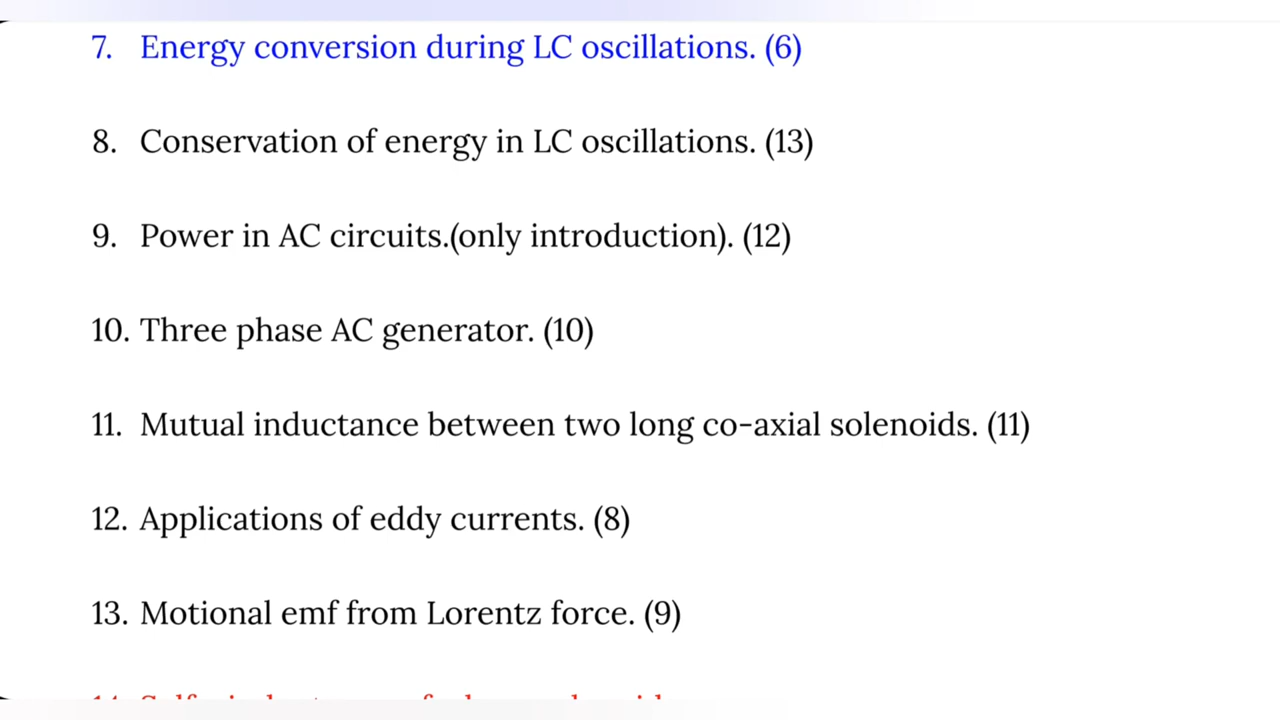 7. Energy conversion during LC oscillations. (6)
8. Conservation of energy in LC oscillations. (13)
9. Power in AC circuits.(only introduction). (12)
10. Three phase AC generator. (10)
11. Mutual inductance between two long co-axial solenoids. (11)
12. Applications of eddy currents. (8)
13. Motional emf from Lorentz force. (9)